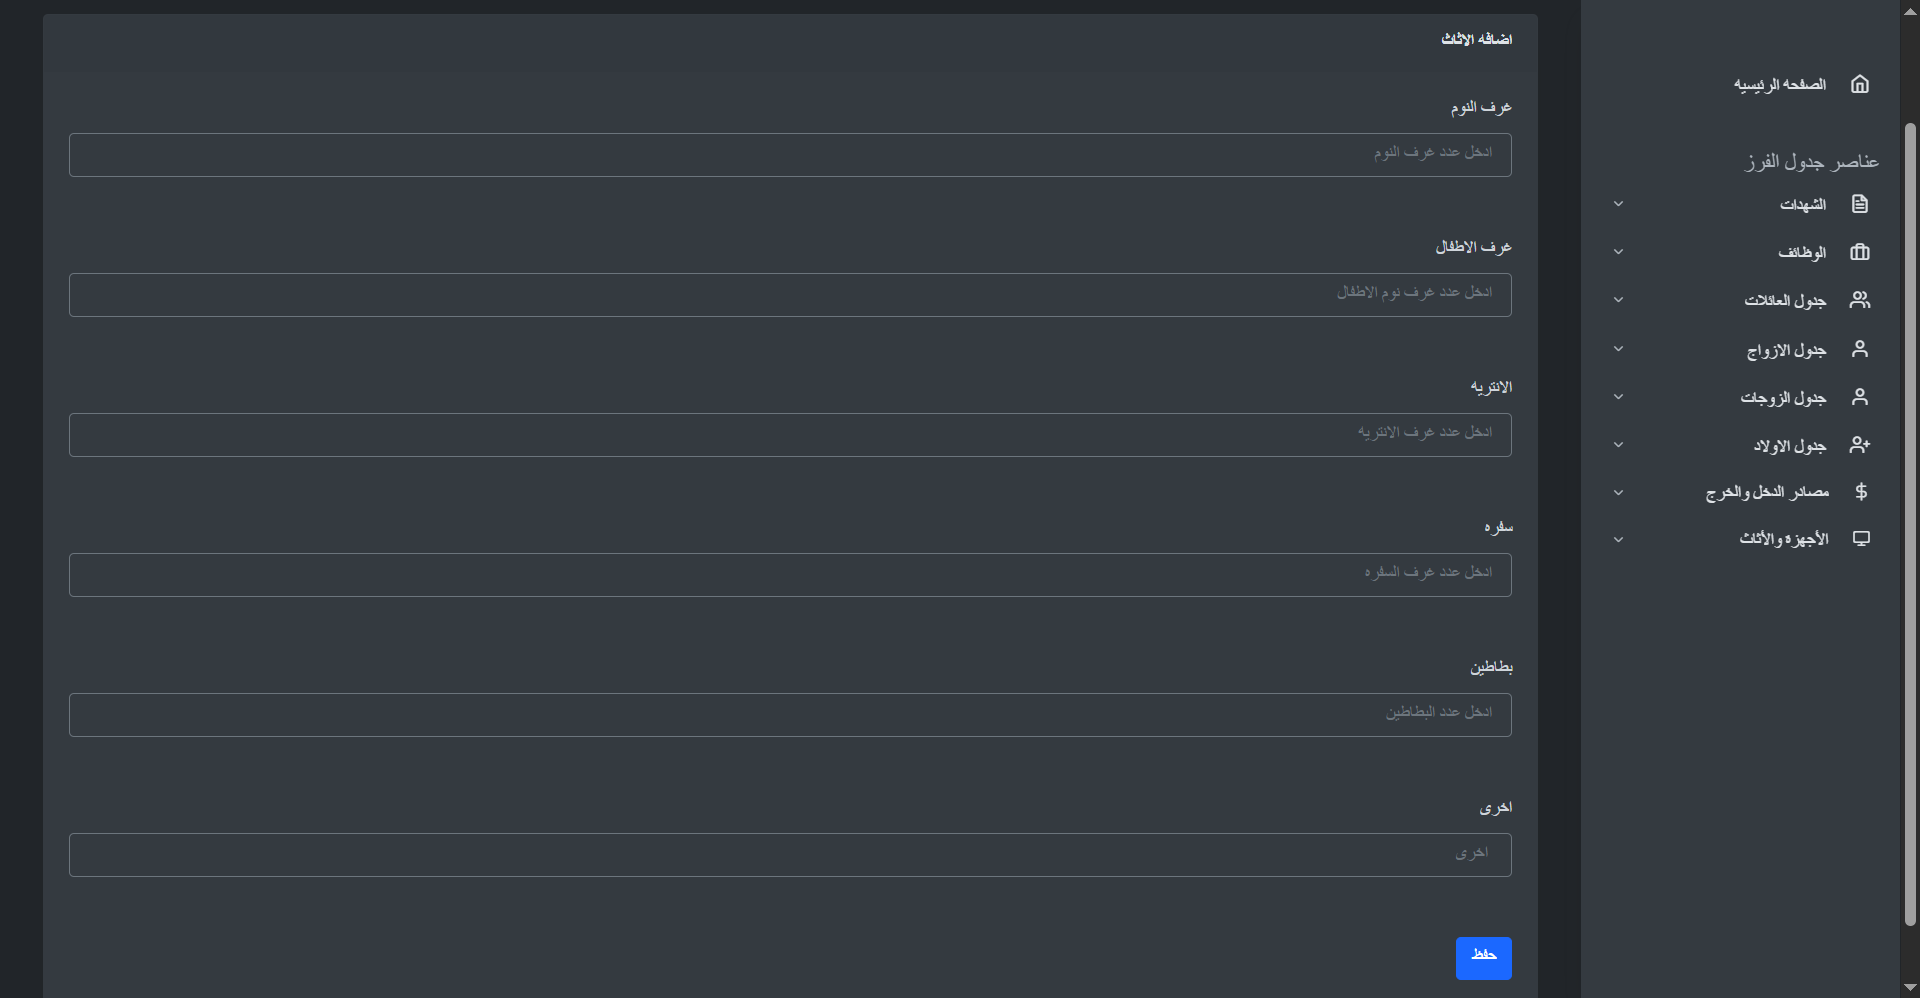 الصفحه الرئيسيه
عناصر جدول الفرز
الشهدات
الوظائف
جدول العائلات
جدول الازواج
جدول الزوجات
جدول الاولاد
مصادر الدخل والخرج
الأجهزة والأثاث
اضافه الاثاث
غرف النوم
ادخل عدد غرف النوم
غرف الاطفال
ادخل عدد غرف نوم الاطفال
الانتريه
ادخل عدد غرف الانتريه
سفره
ادخل عدد غرف السفره
بطاطين
ادخل عدد البطاطين
اخرى
اخرى
حفظ